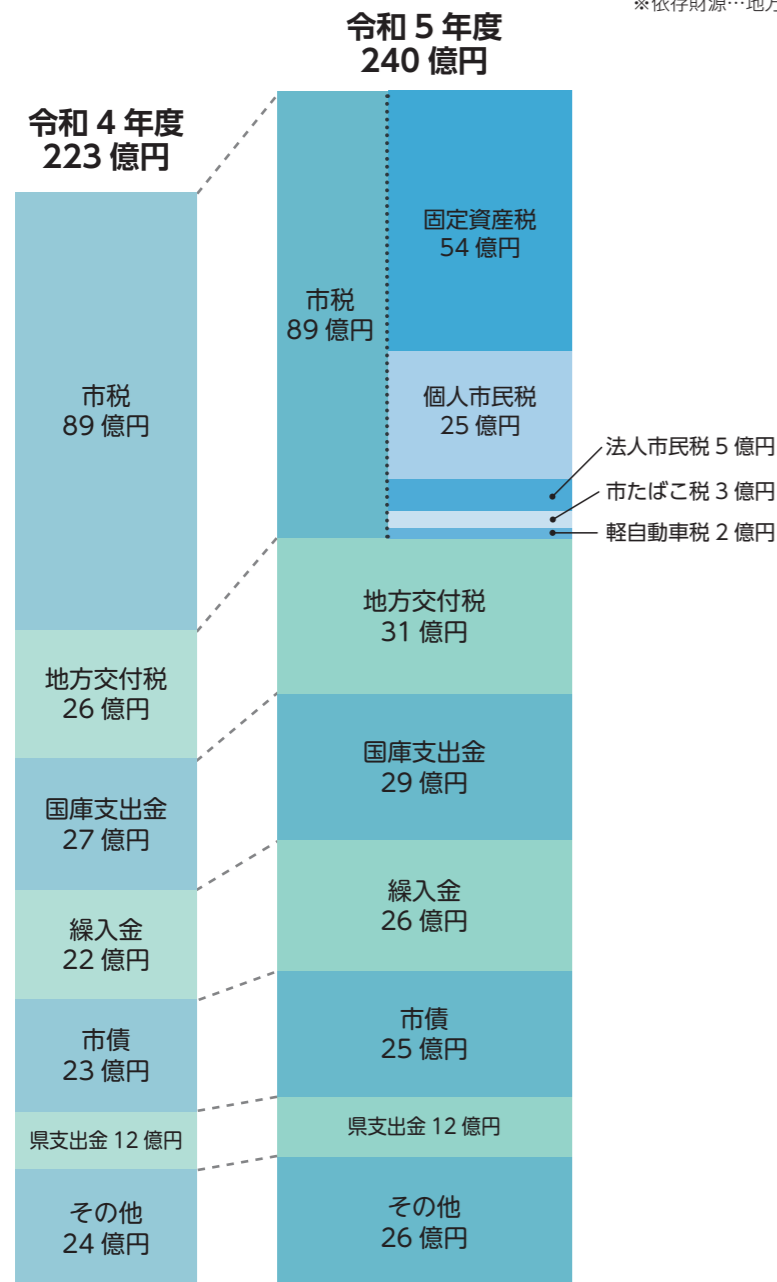 ※依存財源…地方
令和 5 年度
240 億円
令和 4 年度
223 億円
市税
89 億円
地方交付税
26 億円
国庫支出金
27 億円
繰入金
22 億円
市債
23 億円
県支出金 12 億円
その他
24 億円
市税
89 億円
固定資産税
54 億円
個人市民税
25 億円
法人市民税 5 億円
市たばこ税 3 億円
軽自動車税 2 億円
地方交付税
31 億円
国庫支出金
29 億円
繰入金
26 億円
市債
25 億円
県支出金 12 億円
その他
26 億円